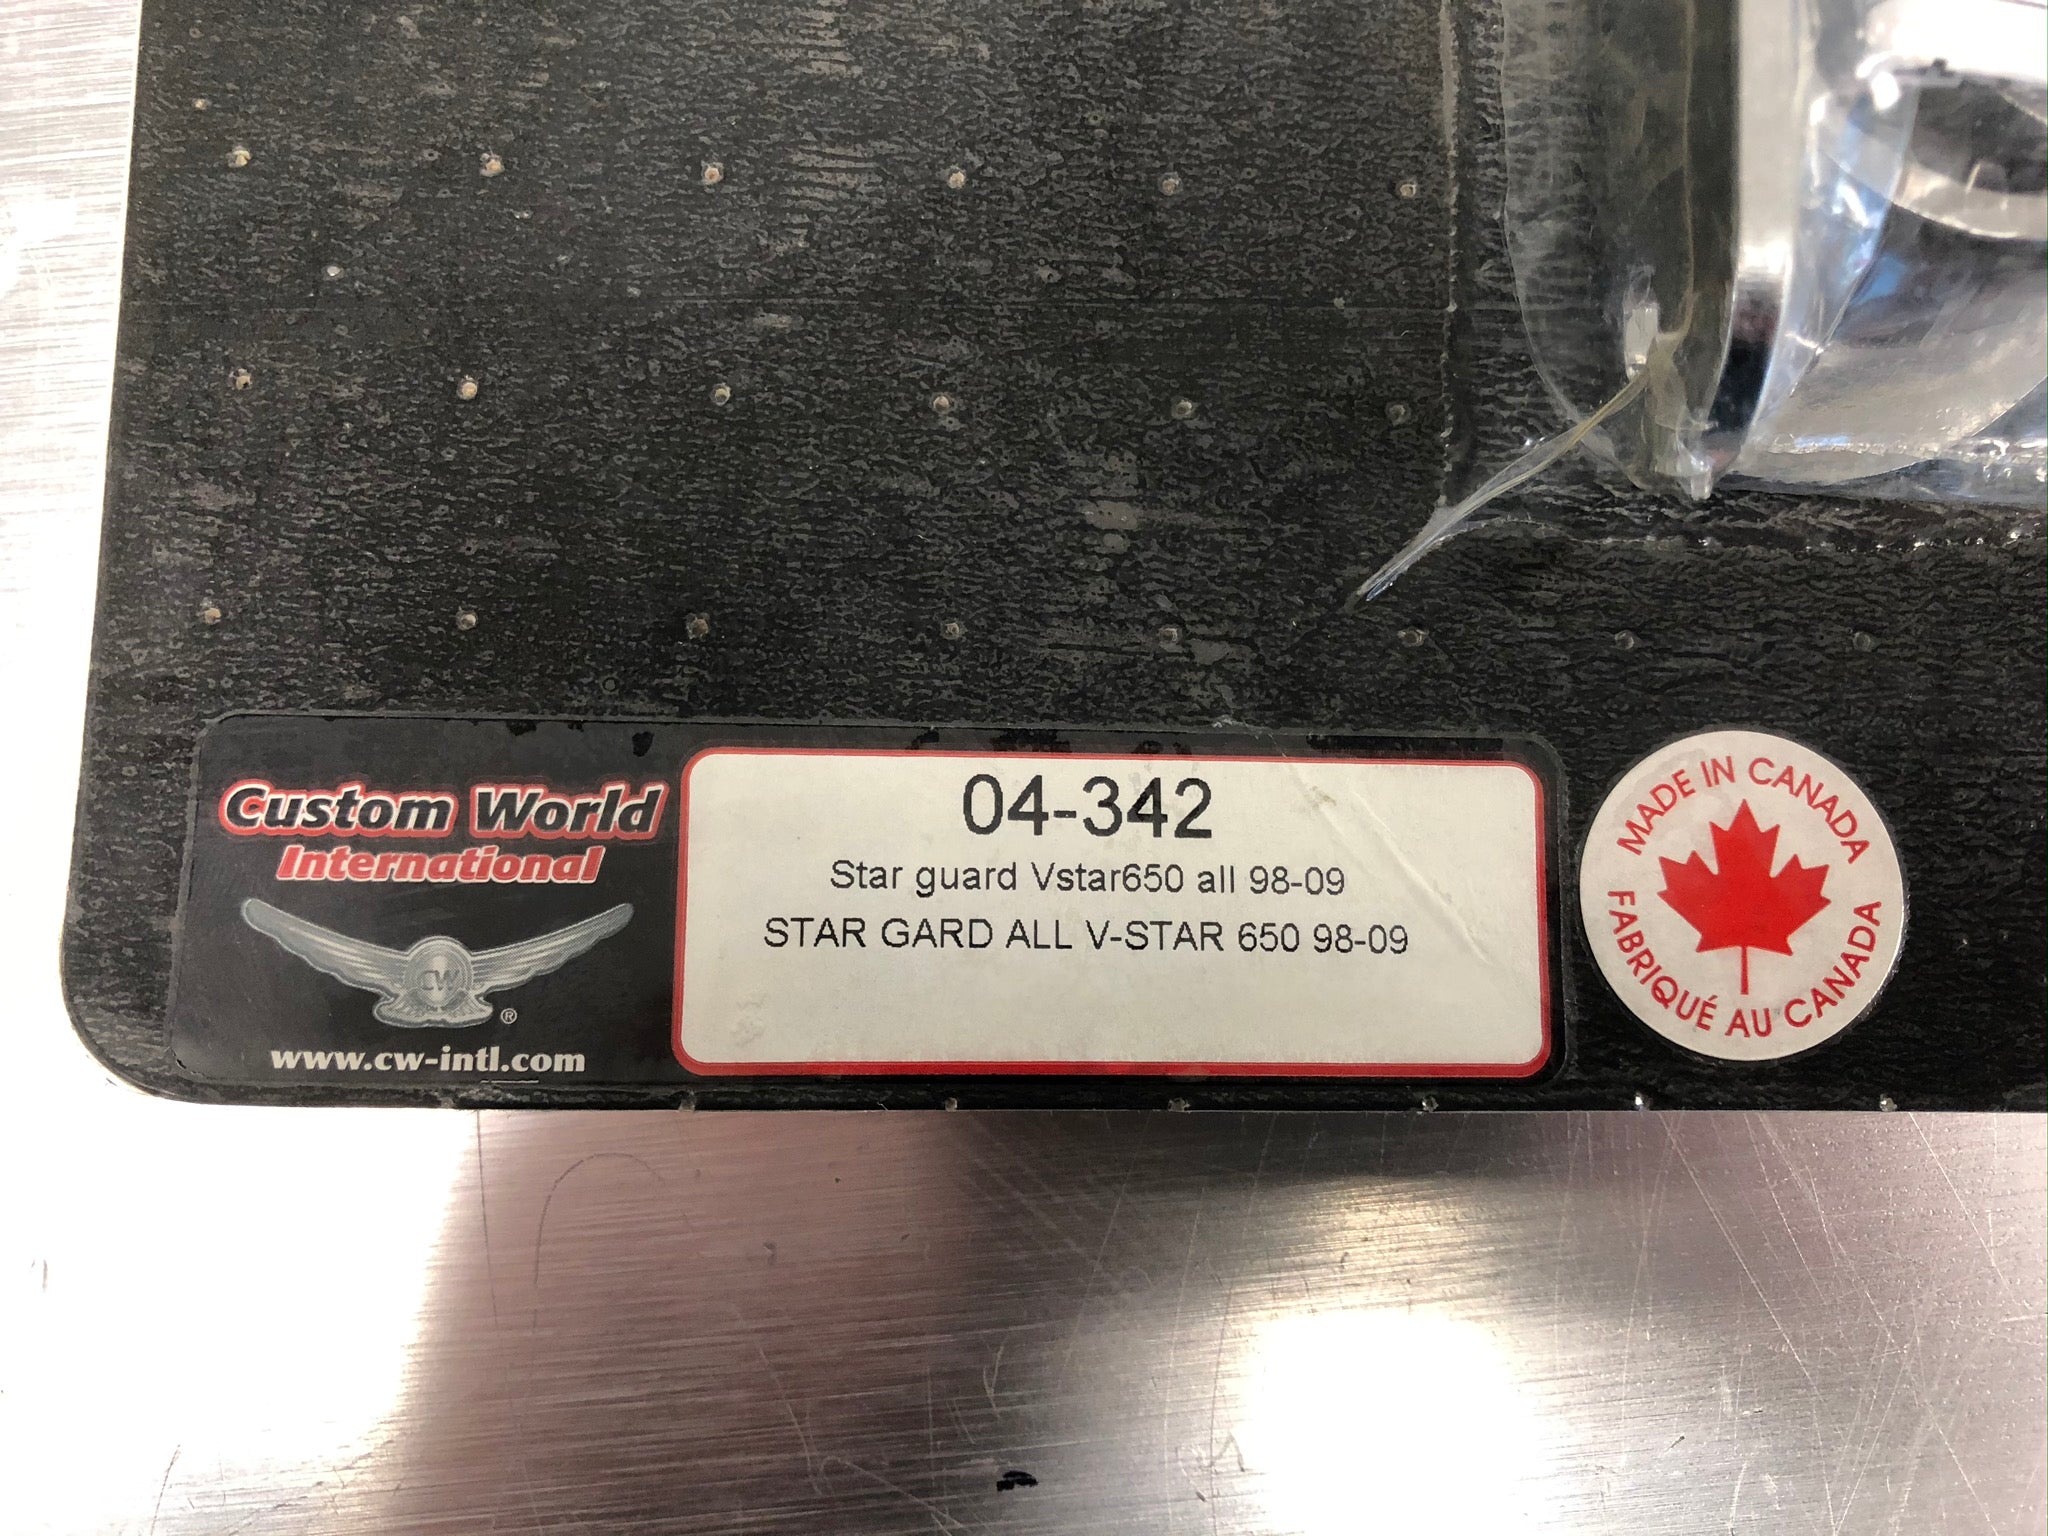 Custom World
International
CW
®
www.cw-intl.com
04-342
Star guard Vstar650 all 98-09
STAR GARD ALL V-STAR 650 98-09
MADE IN CANADA
FABRIQUÉ AU CANADA